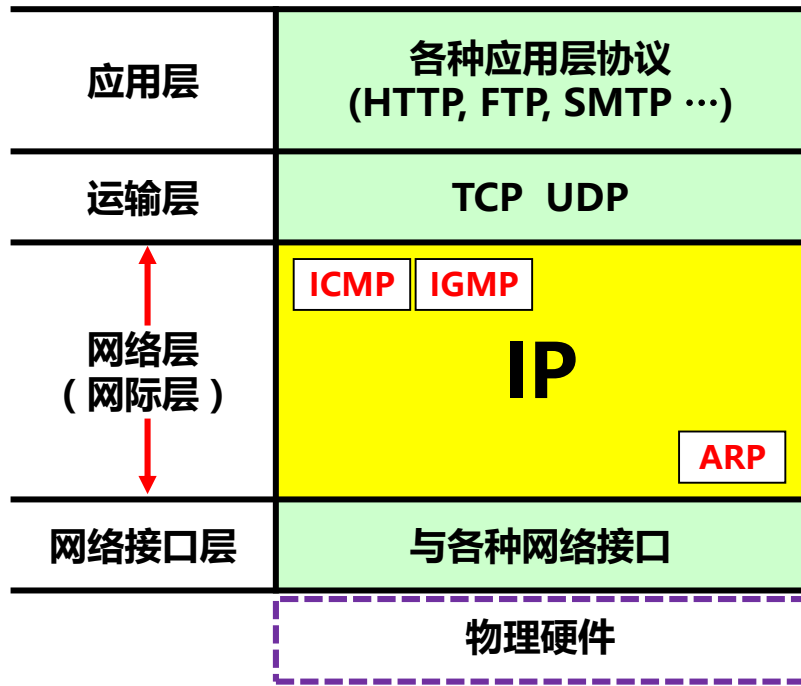 应用层
各种应用层协议
(HTTP, FTP, SMTP …)
运输层
TCP UDP
网络层
( 网际层 )
ICMP
IGMP
IP
ARP
网络接口层
与各种网络接口
物理硬件